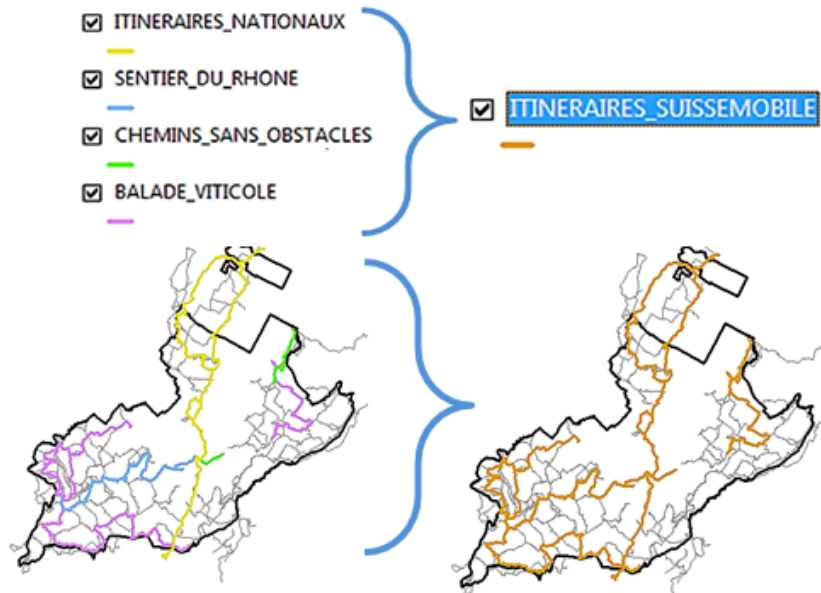 ITINERAIRES_NATIONAUX
SENTIER_DU_RHONE
CHEMINS_SANS_OBSTACLES
BALADE_VITICOLE
ITINERAIRES_SUISSEMOBILE